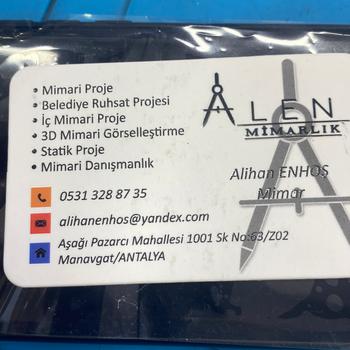 • Mimari Proje
• Belediye Ruhsat Projesi
• İç Mimari Proje
• 3D Mimari Görselleştirme
• Statik Proje
• Mimari Danışmanlık
ALEN
MİMARLIK
Alihan ENHOŞ
Mimar
0531 328 87 35
alihanenhos@yandex.com
Aşağı Pazarcı Mahallesi 1001 Sk No:63/Z02
Manavgat/ANTALYA